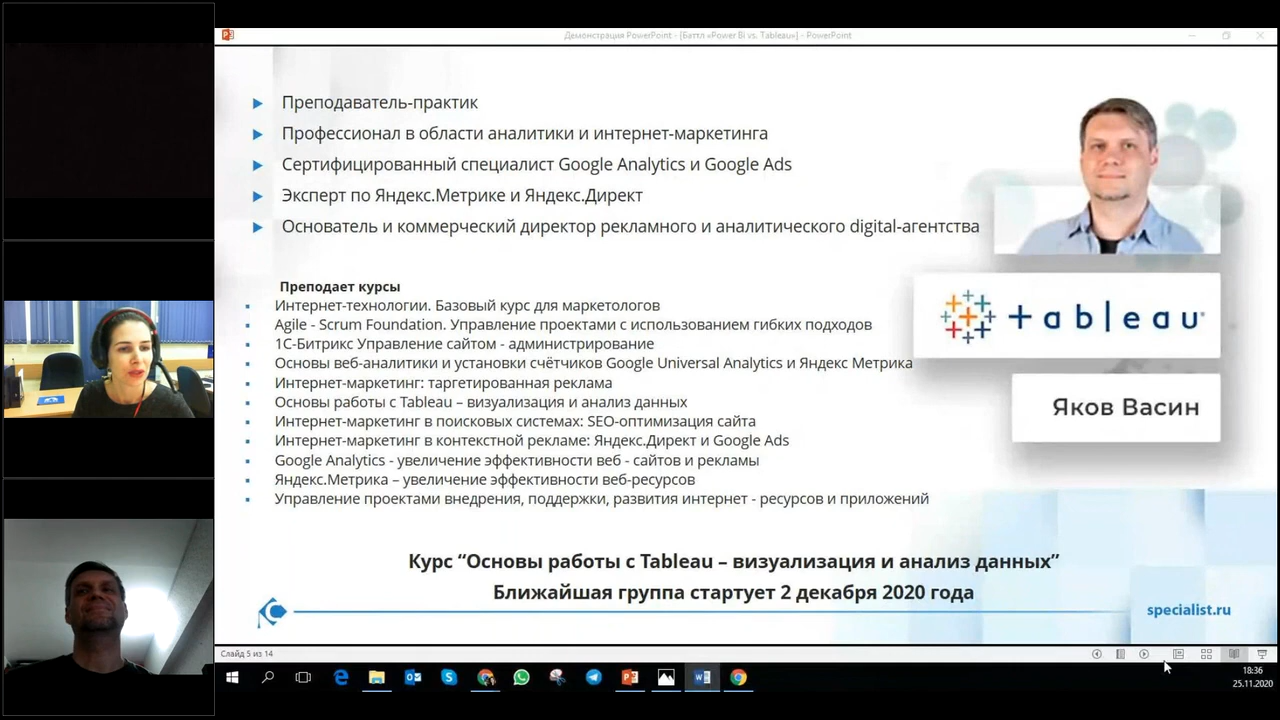 Демонстрация PowerPoint - [Баттл «Power Bi vs. Tableau»] - PowerPoint
Преподаватель-практик
Профессионал в области аналитики и интернет-маркетинга
Сертифицированный специалист Google Analytics и Google Ads
Эксперт по Яндекс.Метрике и Яндекс.Директ
Основатель и коммерческий директор рекламного и аналитического digital-агентства
Преподает курсы
Интернет-технологии. Базовый курс для маркетологов
Agile - Scrum Foundation. Управление проектами с использованием гибких подходов
1С-Битрикс Управление сайтом - администрирование
Основы веб-аналитики и установки счётчиков Google Universal Analytics и Яндекс Метрика
Интернет-маркетинг: таргетированная реклама
Основы работы с Tableau – визуализация и анализ данных
Интернет-маркетинг в поисковых системах: SEO-оптимизация сайта
Интернет-маркетинг в контекстной рекламе: Яндекс.Директ и Google Ads
Google Analytics - увеличение эффективности веб - сайтов и рекламы
Яндекс.Метрика – увеличение эффективности веб-ресурсов
Управление проектами внедрения, поддержки, развития интернет - ресурсов и приложений
+ a b | e a u
Яков Васин
Курс “Основы работы с Tableau – визуализация и анализ данных”
Ближайшая группа стартует 2 декабря 2020 года
specialist.ru
Слайд 5 из 14
18:36
25.11.2020